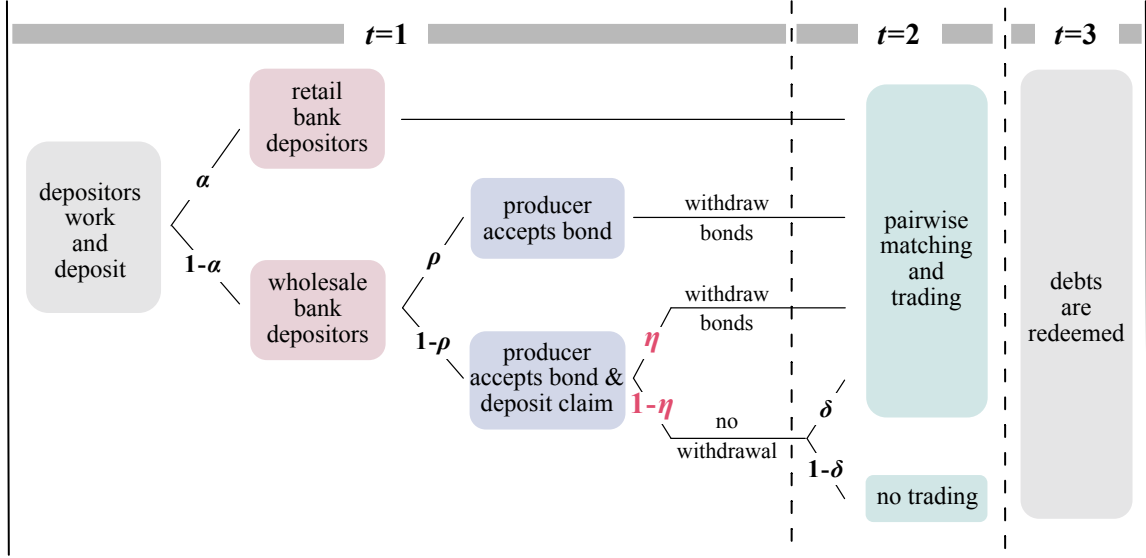 t=1
t=2
t=3
depositors
work
and
deposit
α
1-α
retail
bank
depositors
wholesale
bank
depositors
ρ
1-ρ
producer
accepts bond
producer
accepts bond &
deposit claim
withdraw
bonds
η
1-η
withdraw
bonds
no
withdrawal
δ
1-δ
pairwise
matching
and
trading
no trading
debts
are
redeemed